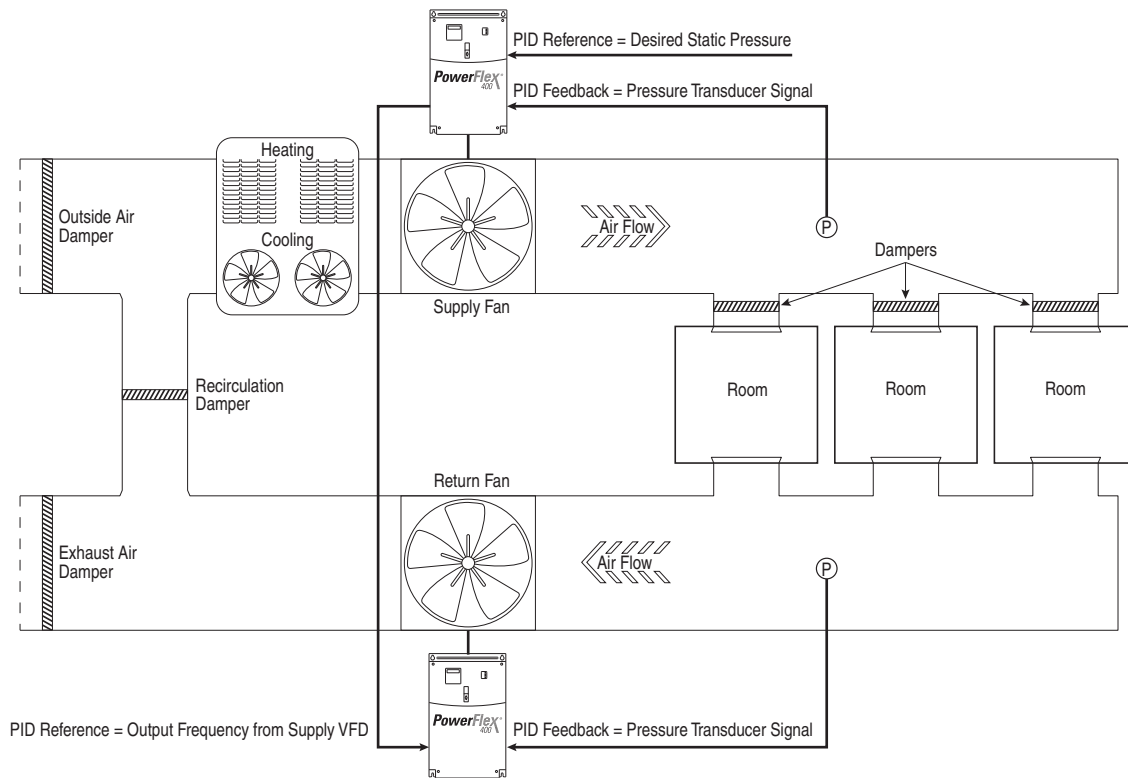 PID Reference = Desired Static Pressure
PowerFlex
400
PID Feedback = Pressure Transducer Signal
Heating
Cooling
Outside Air
Damper
Air Flow
P
Dampers
Supply Fan
Recirculation
Damper
Room
Room
Room
Return Fan
Exhaust Air
Damper
Air Flow
P
PowerFlex
400
PID Reference = Output Frequency from Supply VFD
PID Feedback = Pressure Transducer Signal